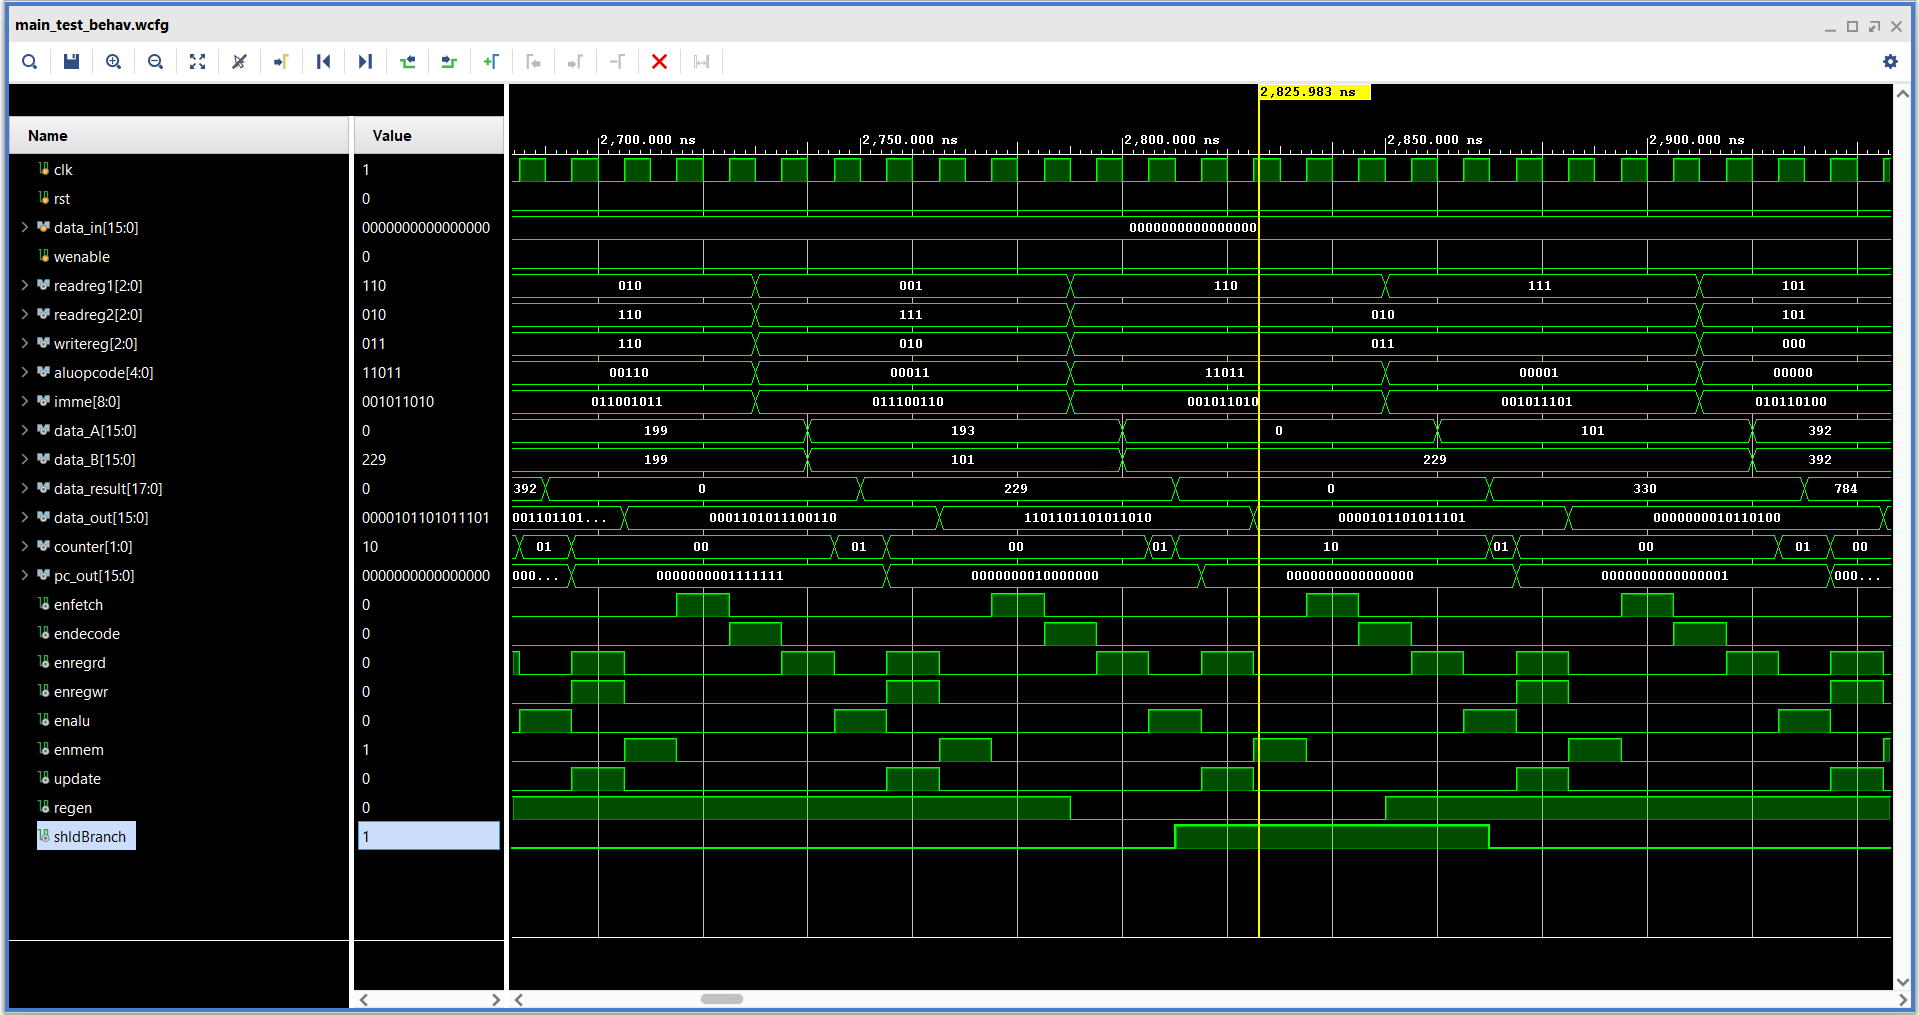 main_test_behav.wcfg
2,825.983 ns
Name Value
2,700.000 ns 2,750.000 ns 2,800.000 ns 2,850.000 ns 2,900.000 ns
clk 1
rst 0
data_in[15:0] 0000000000000000 0000000000000000
wenable 0
readreg1[2:0] 110 010 001 110 111 101
readreg2[2:0] 010 110 111 010 101
writereg[2:0] 011 110 010 011 000
aluopcode[4:0] 11011 00110 00011 11011 00001 00000
imme[8:0] 001011010 011001011 011100110 001011010 001011101 010110100
data_A[15:0] 0 199 193 0 101 392
data_B[15:0] 229 199 101 229 392
data_result[17:0] 0 392 0 229 0 330 784
data_out[15:0] 0000101101011101 001101101... 0001101011100110 1101101101011010 0000101101011101 0000000010110100
counter[1:0] 10 01 00 01 00 01 10 01 00 01 00
pc_out[15:0] 0000000000000000 000... 0000000001111111 0000000010000000 0000000000000000 0000000000000001 000...
enfetch 0
endecode 0
enregrd 0
enregwr 0
enalu 0
enmem 1
update 0
regen 0
shldBranch 1